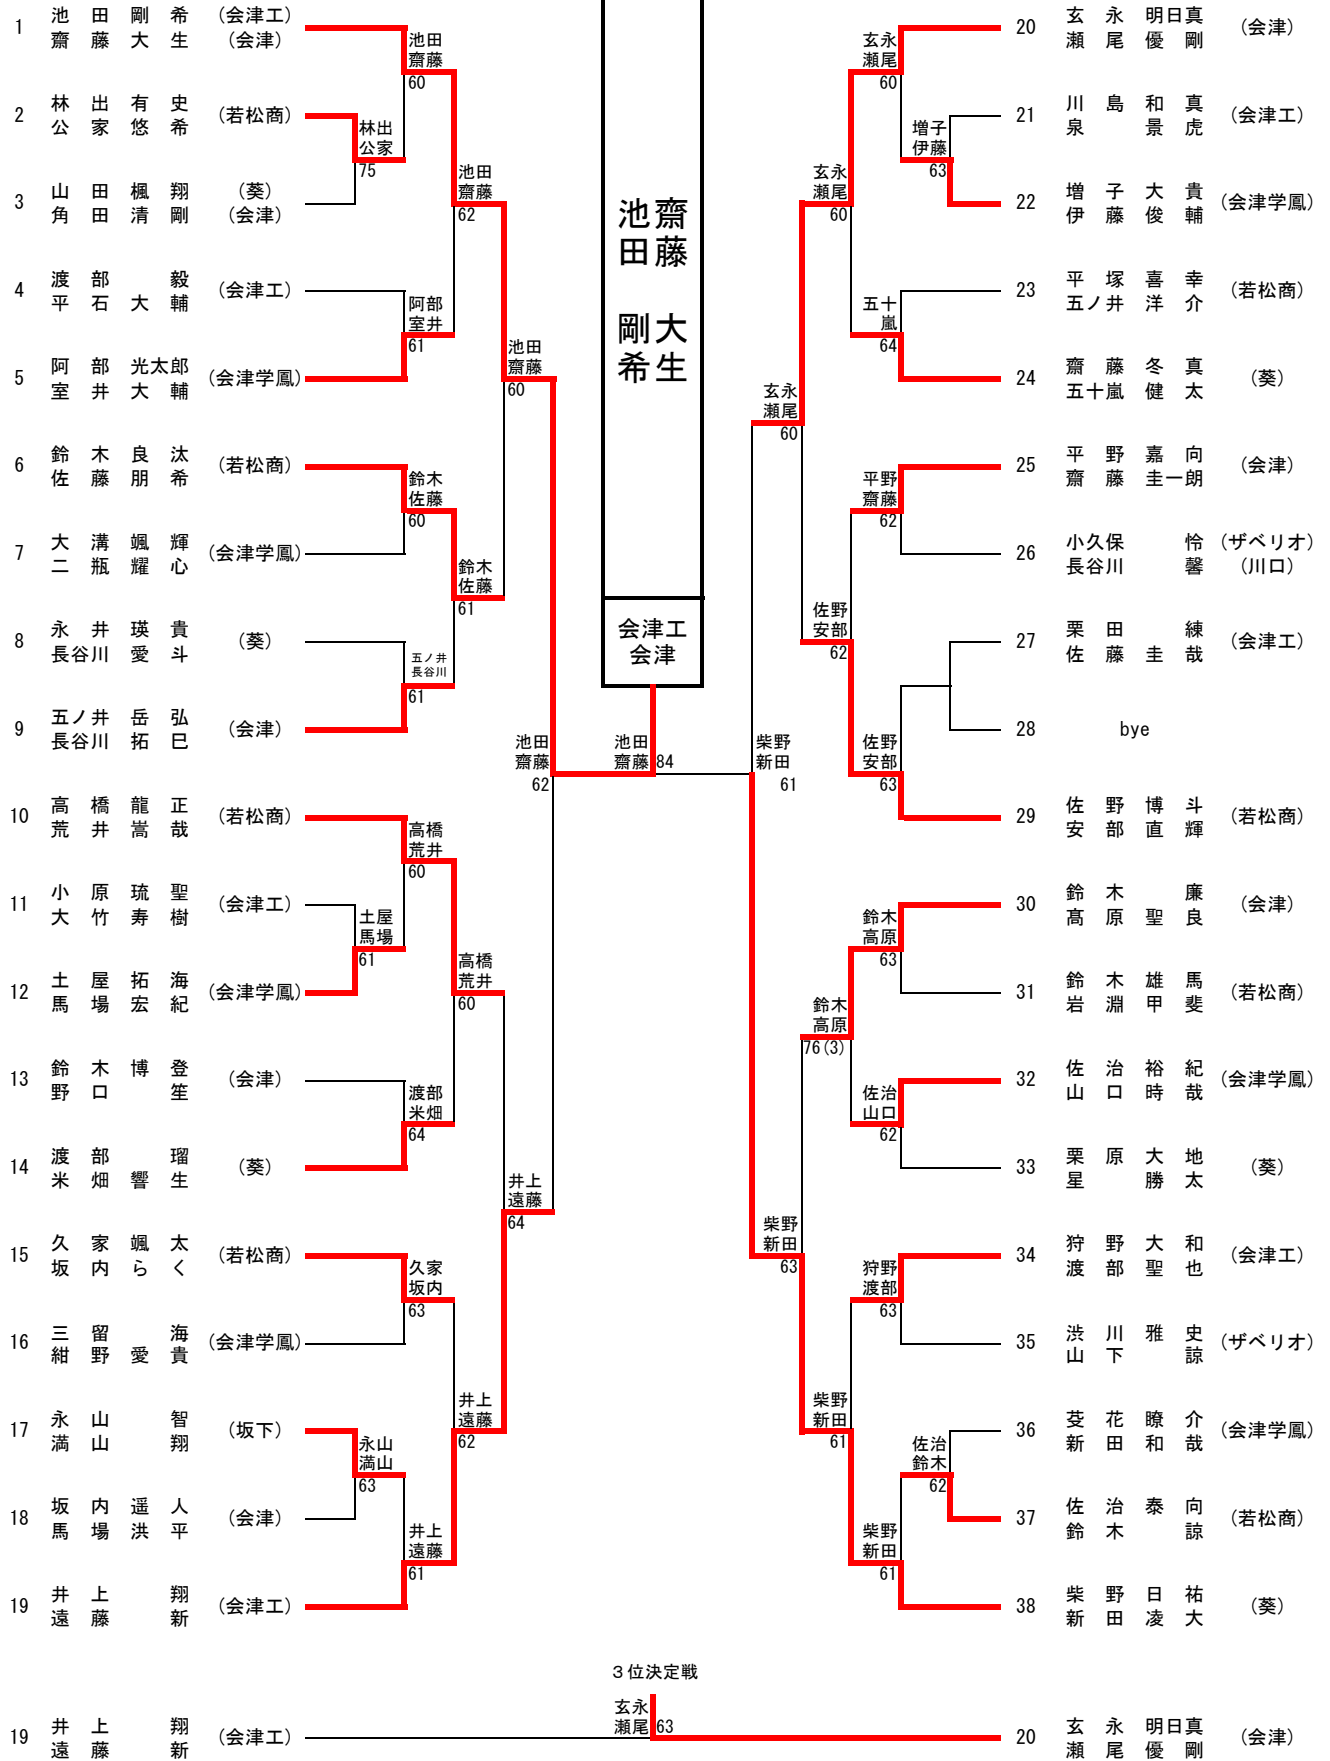 1 池田剛希 (会津工)
齋藤大生 (会津)
2 林出有史 (若松商)
公家悠希
3 山田楓翔 (葵)
角田清剛 (会津)
4 渡部毅 (会津工)
平石大輔
5 阿部光太郎 (会津学鳳)
室井大輔
6 鈴木良汰 (若松商)
佐藤朋希
7 大溝颯輝 (会津学鳳)
二瓶耀心
8 永井瑛貴 (葵)
長谷川愛斗
9 五ノ井岳弘 (会津)
長谷川拓巳
10 高橋龍正 (若松商)
荒井嵩哉
11 小原琉聖 (会津工)
大竹寿樹
12 土屋拓海 (会津学鳳)
馬場宏紀
13 鈴木博登 (会津)
野口笙
14 渡部瑠 (葵)
米畑響生
15 久家颯太 (若松商)
坂内らく
16 三留海 (会津学鳳)
紺野愛貴
17 永山智 (坂下)
満山翔
18 坂内遥人 (会津)
馬場洪平
19 井上翔 (会津工)
遠藤新
池田
齋藤
60
林出
公家
75
池田
齋藤
62
阿部
室井
61
池田
齋藤
60
鈴木
佐藤
60
鈴木
佐藤
61
五ノ井
長谷川
61
池田
齋藤
62
高橋
荒井
60
土屋
馬場
61
高橋
荒井
60
渡部
米畑
64
井上
遠藤
64
久家
坂内
63
井上
遠藤
62
永山
満山
63
井上
遠藤
61
齋藤 大生
池田 剛希
会津工
会津
池田
齋藤 84
玄永
瀬尾
60
増子
伊藤
63
玄永
瀬尾
60
五十
嵐
64
玄永
瀬尾
60
平野
齋藤
62
佐野
安部
62
佐野
安部
63
柴野
新田
61
鈴木
高原
63
鈴木
高原
76(3)
佐治
山口
62
柴野
新田
63
狩野
渡部
63
柴野
新田
61
佐治
鈴木
62
柴野
新田
61
20 玄永明日真 (会津)
瀬尾優剛
21 川島和真 (会津工)
泉景虎
22 増子大貴 (会津学鳳)
伊藤俊輔
23 平塚喜幸 (若松商)
五ノ井洋介
24 齋藤冬真 (葵)
五十嵐健太
25 平野嘉向 (会津)
齋藤圭一朗
26 小久保怜 (ザベリオ)
長谷川馨 (川口)
27 栗田練 (会津工)
佐藤圭哉
28 bye
29 佐野博斗 (若松商)
安部直輝
30 鈴木廉 (会津)
髙原聖良
31 鈴木雄馬 (若松商)
岩淵甲斐
32 佐治裕紀 (会津学鳳)
山口時哉
33 栗原大地 (葵)
星勝太
34 狩野大和 (会津工)
渡部聖也
35 渋川雅史 (ザベリオ)
山下諒
36 芟花瞭介 (会津学鳳)
新田和哉
37 佐治泰向 (若松商)
鈴木諒
38 柴野日祐 (葵)
新田凌大
３位決定戦
19 井上翔 (会津工)
遠藤新
玄永
瀬尾 63
20 玄永明日真 (会津)
瀬尾優剛